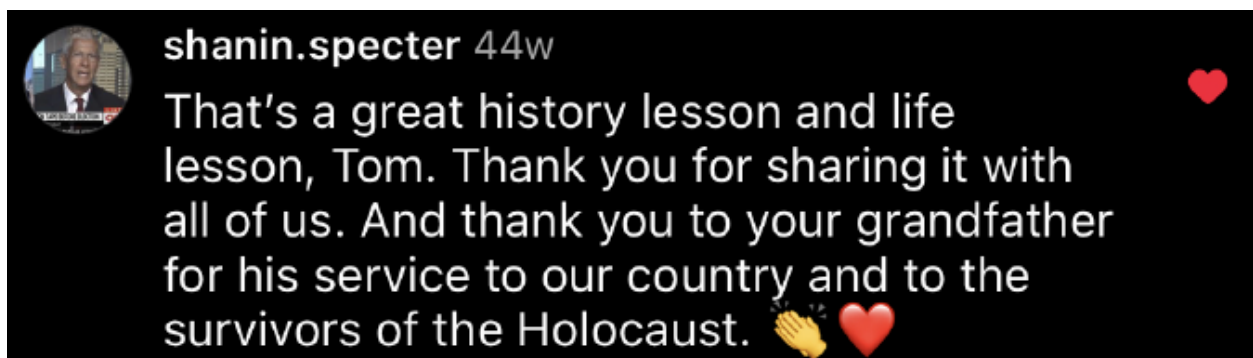 shanin.specter 44w
That's a great history lesson and life
lesson, Tom. Thank you for sharing it with
all of us. And thank you to your grandfather
for his service to our country and to the
survivors of the Holocaust. 👏❤️